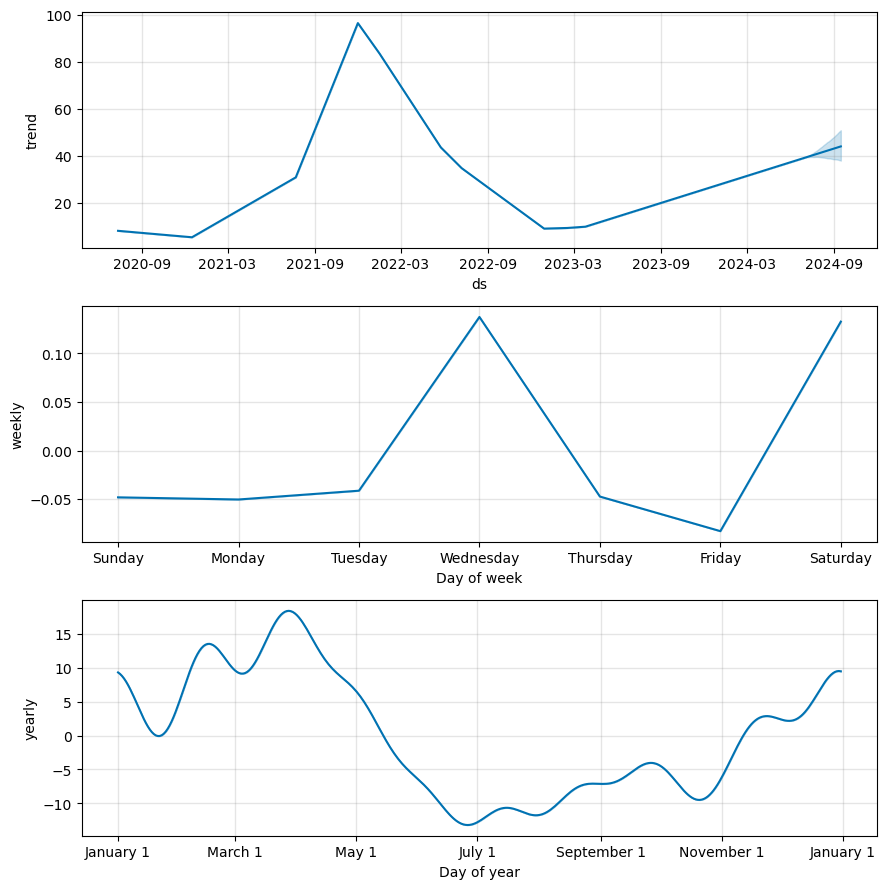 100
80
60
40
20
trend
2020-09 2021-03 2021-09 2022-03 2022-09 2023-03 2023-09 2024-03 2024-09
ds
0.10
0.05
0.00
−0.05
weekly
Sunday Monday Tuesday Wednesday Thursday Friday Saturday
Day of week
15
10
5
0
−5
−10
yearly
January 1 March 1 May 1 July 1 September 1 November 1 January 1
Day of year